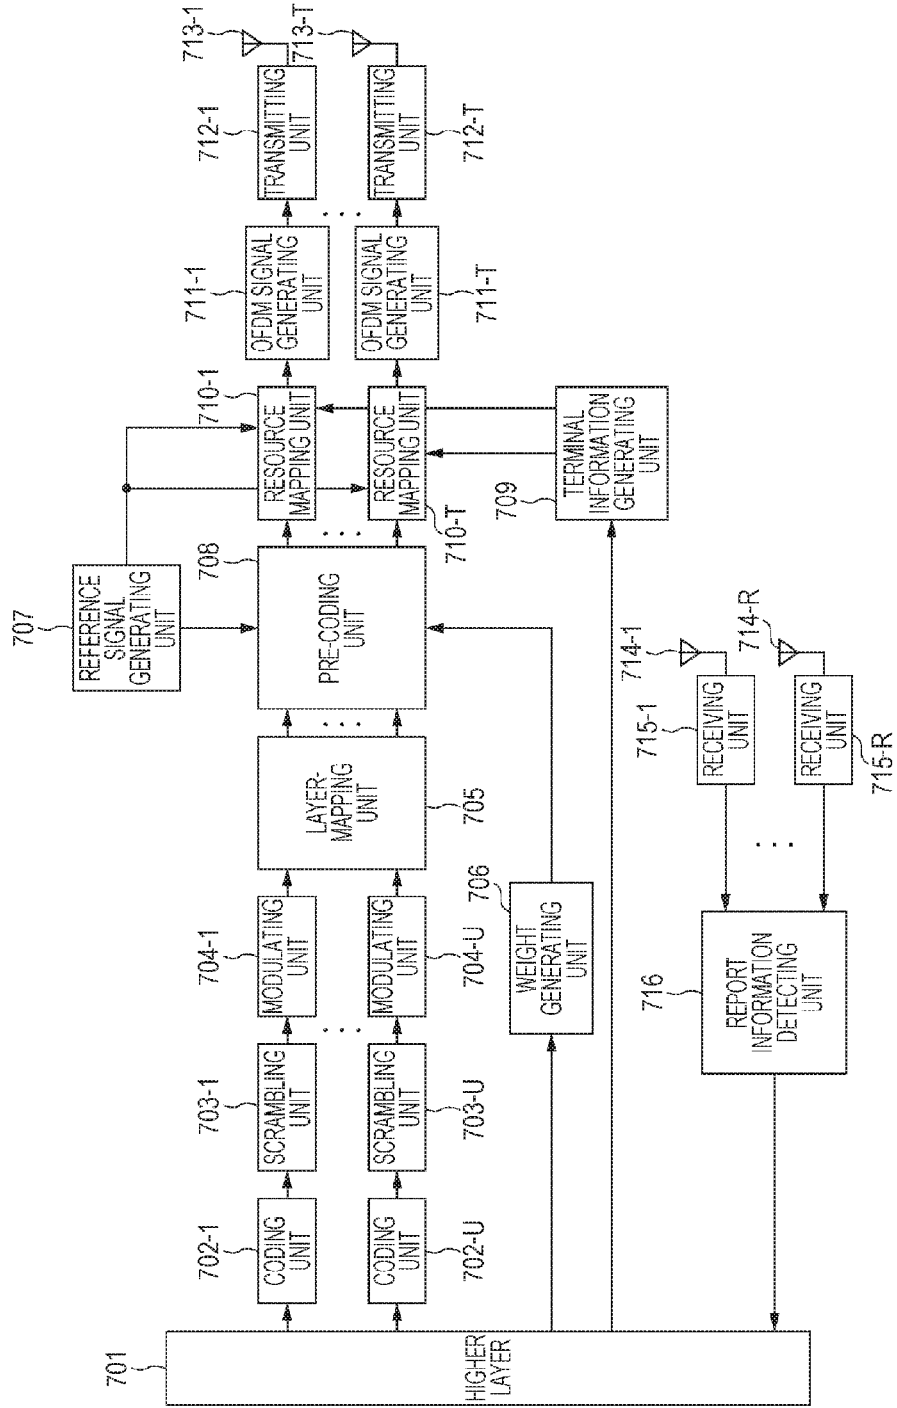 701
HIGHER
LAYER
702-1
CODING
UNIT
703-1
SCRAMBLING
UNIT
704-1
MODULATING
UNIT
CODING
UNIT
702-U
SCRAMBLING
UNIT
703-U
MODULATING
UNIT
704-U
. . .
LAYER-
MAPPING
UNIT
705
. . .
706
WEIGHT
GENERATING
UNIT
707
REFERENCE
SIGNAL
GENERATING
UNIT
708
PRE-CODING
UNIT
. . .
709
TERMINAL
INFORMATION
GENERATING
UNIT
710-1
RESOURCE
MAPPING UNIT
RESOURCE
MAPPING UNIT
710-T
711-1
OFDM SIGNAL
GENERATING
UNIT
OFDM SIGNAL
GENERATING
UNIT
711-T
. . .
712-1
TRANSMITTING
UNIT
TRANSMITTING
UNIT
712-T
713-1
713-T
714-1
715-1
RECEIVING
UNIT
714-R
RECEIVING
UNIT
715-R
. . .
716
REPORT
INFORMATION
DETECTING
UNIT